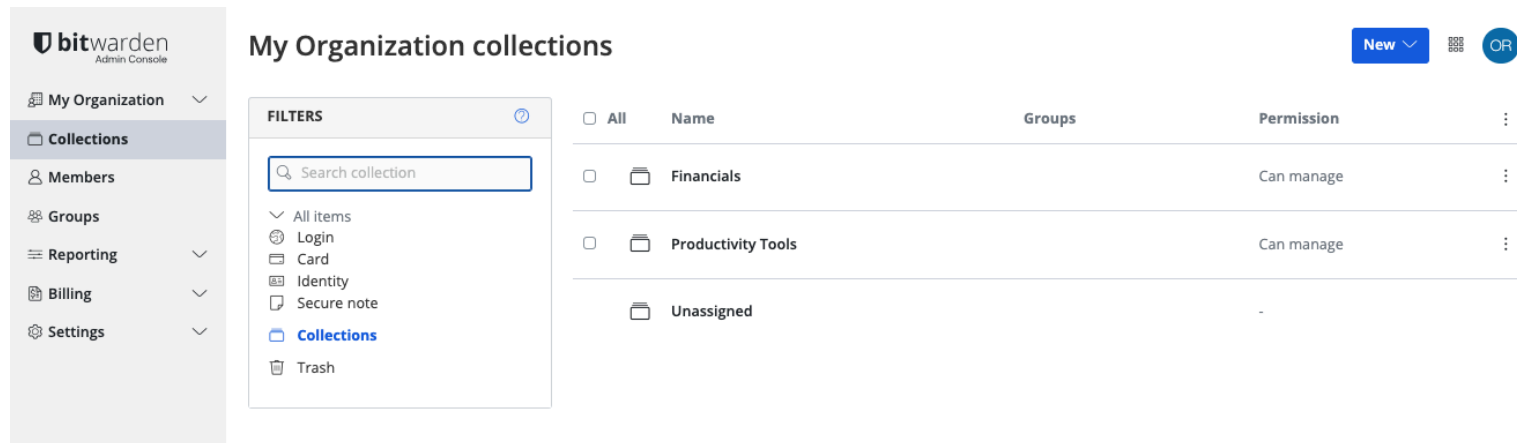 bitwarden
Admin Console
My Organization
Collections
Members
Groups
Reporting
Billing
Settings
My Organization collections
New
OR
FILTERS
Search collection
All items
Login
Card
Identity
Secure note
Collections
Trash
All Name Groups Permission
Financials Can manage
Productivity Tools Can manage
Unassigned -